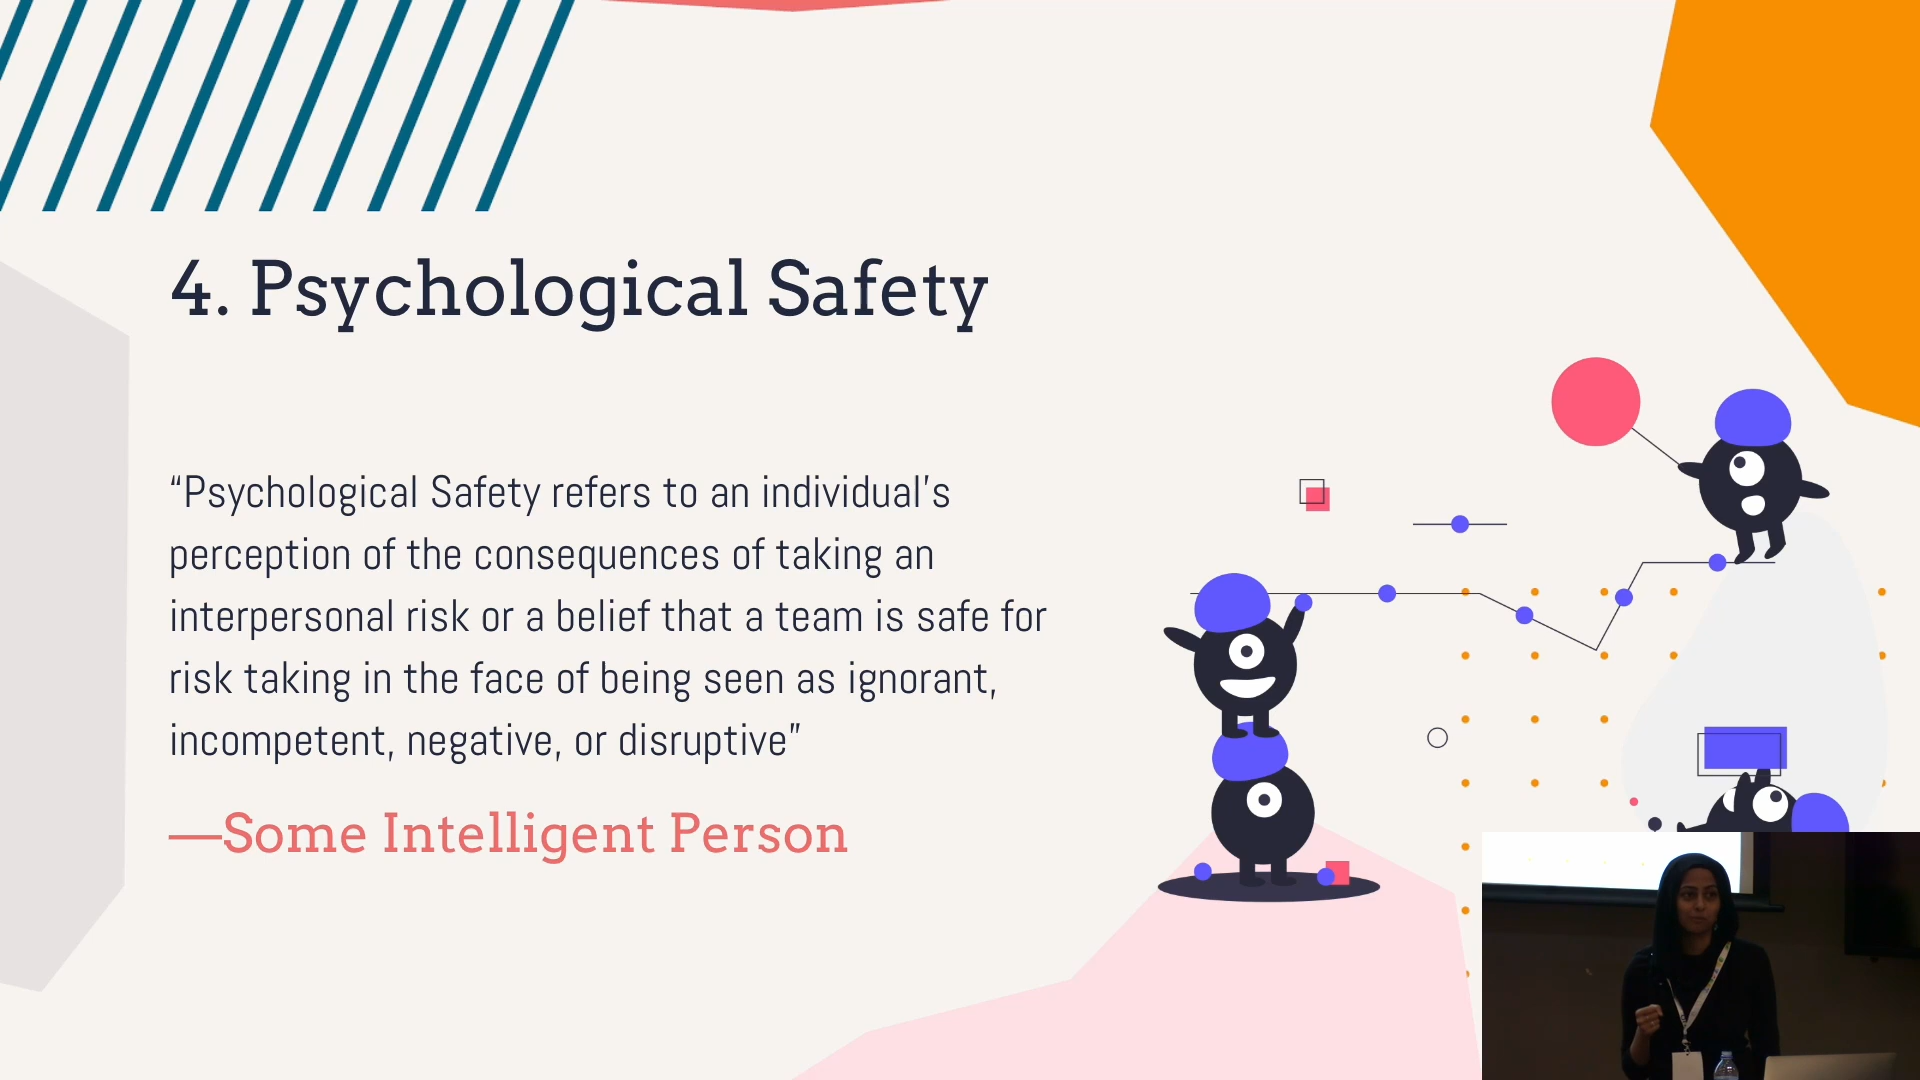 4. Psychological Safety
“Psychological Safety refers to an individual’s
perception of the consequences of taking an
interpersonal risk or a belief that a team is safe for
risk taking in the face of being seen as ignorant,
incompetent, negative, or disruptive”
—Some Intelligent Person